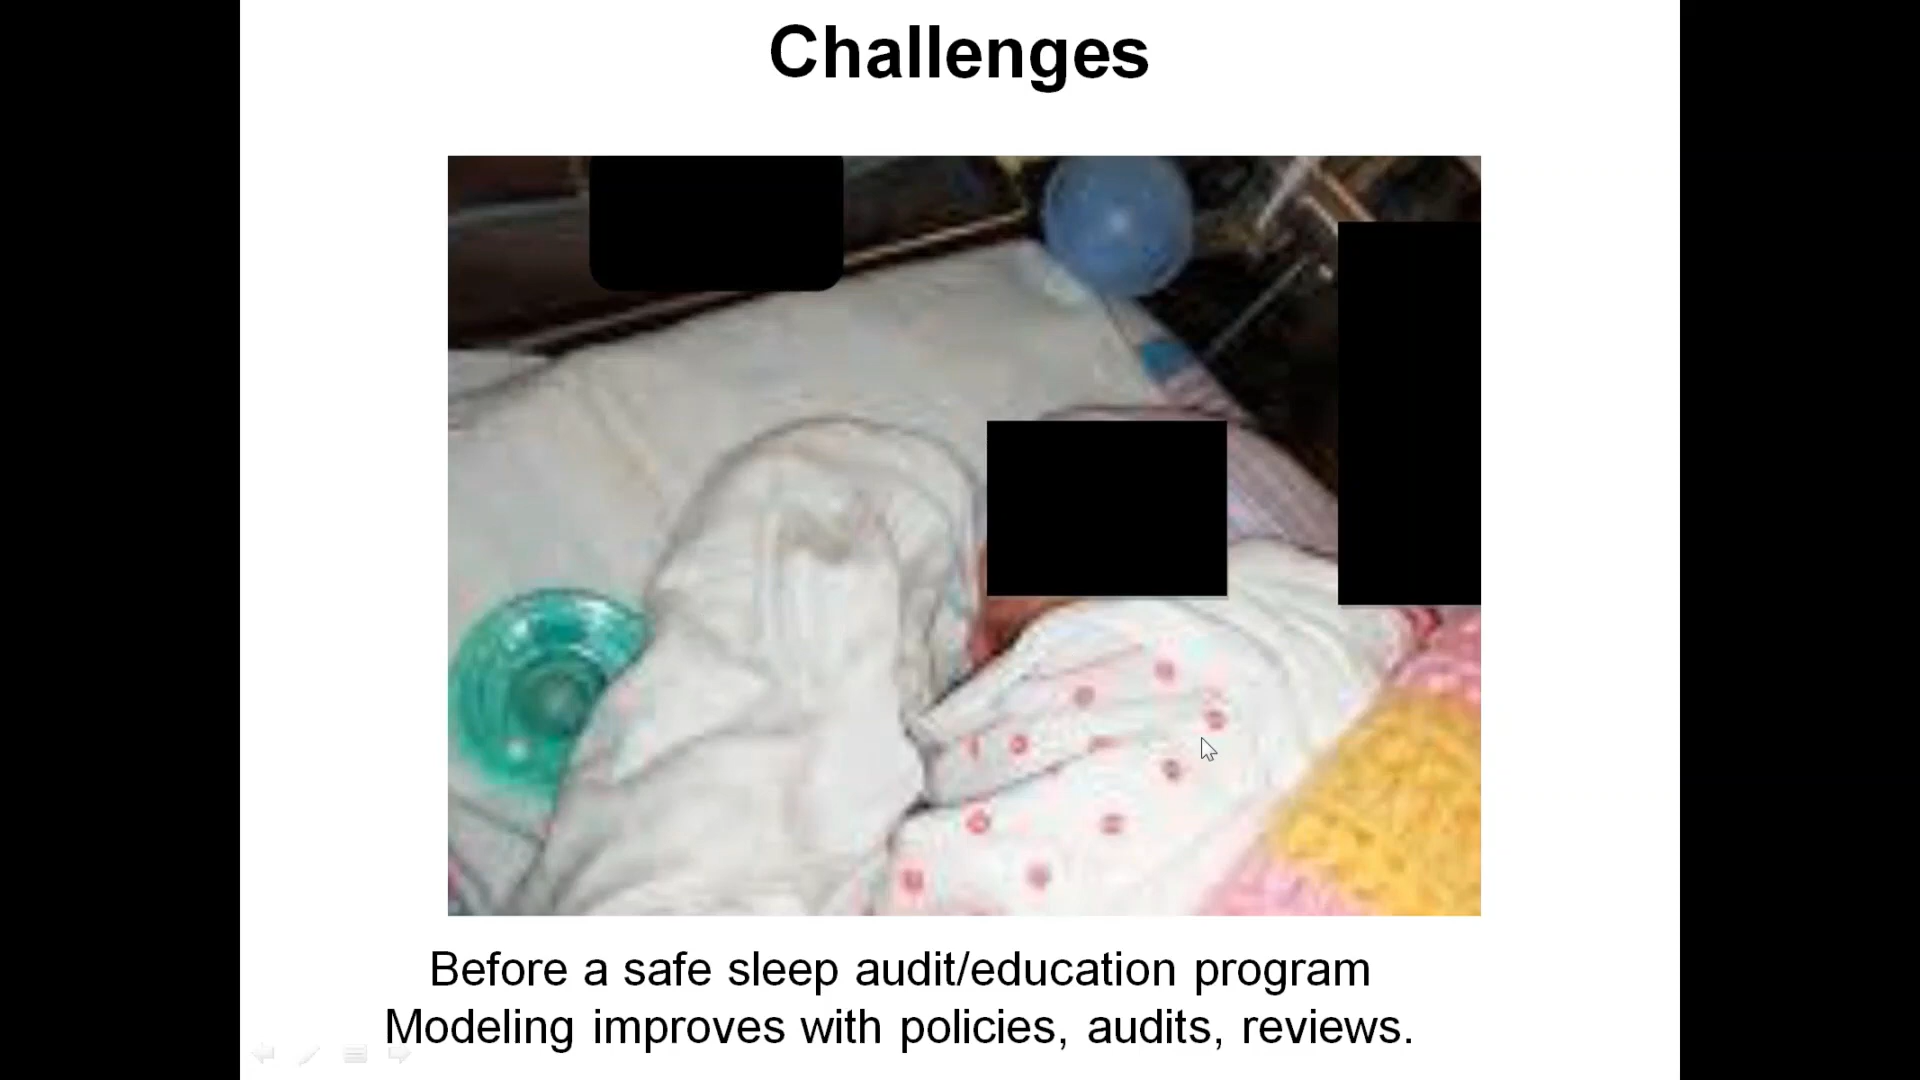 Challenges
Before a safe sleep audit/education program
Modeling improves with policies, audits, reviews.